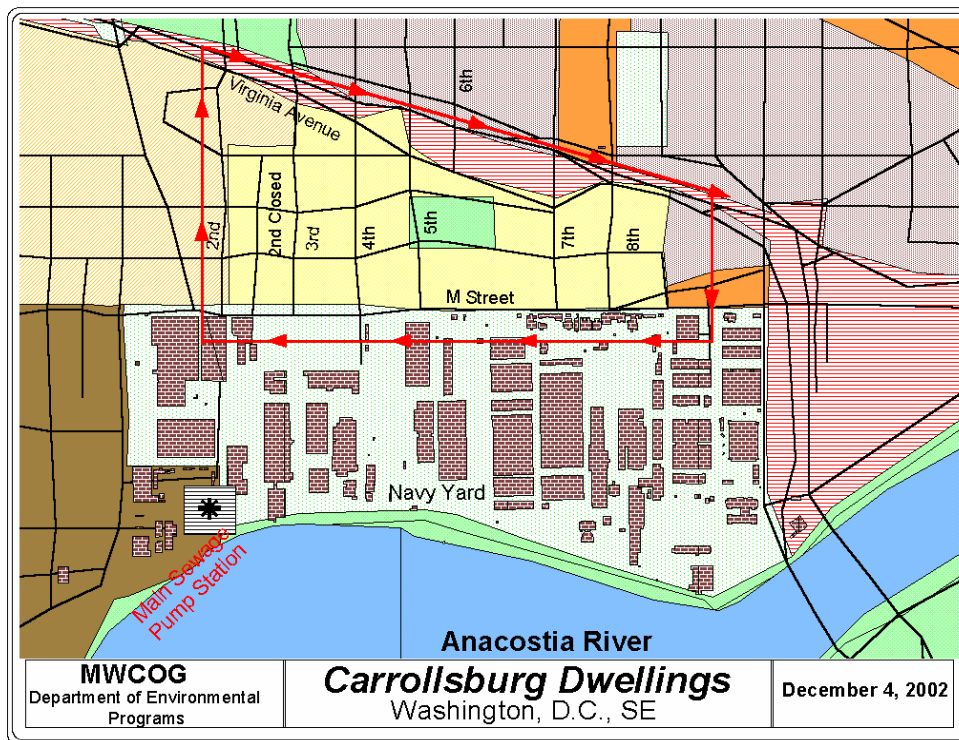 6th
Virginia Avenue
2nd
2nd Closed
3rd
4th
5th
7th
8th
M Street
Navy Yard
Main Sewage
Pump Station
Anacostia River
MWCOG
Department of Environmental
Programs
Carrollsburg Dwellings
Washington, D.C., SE
December 4, 2002